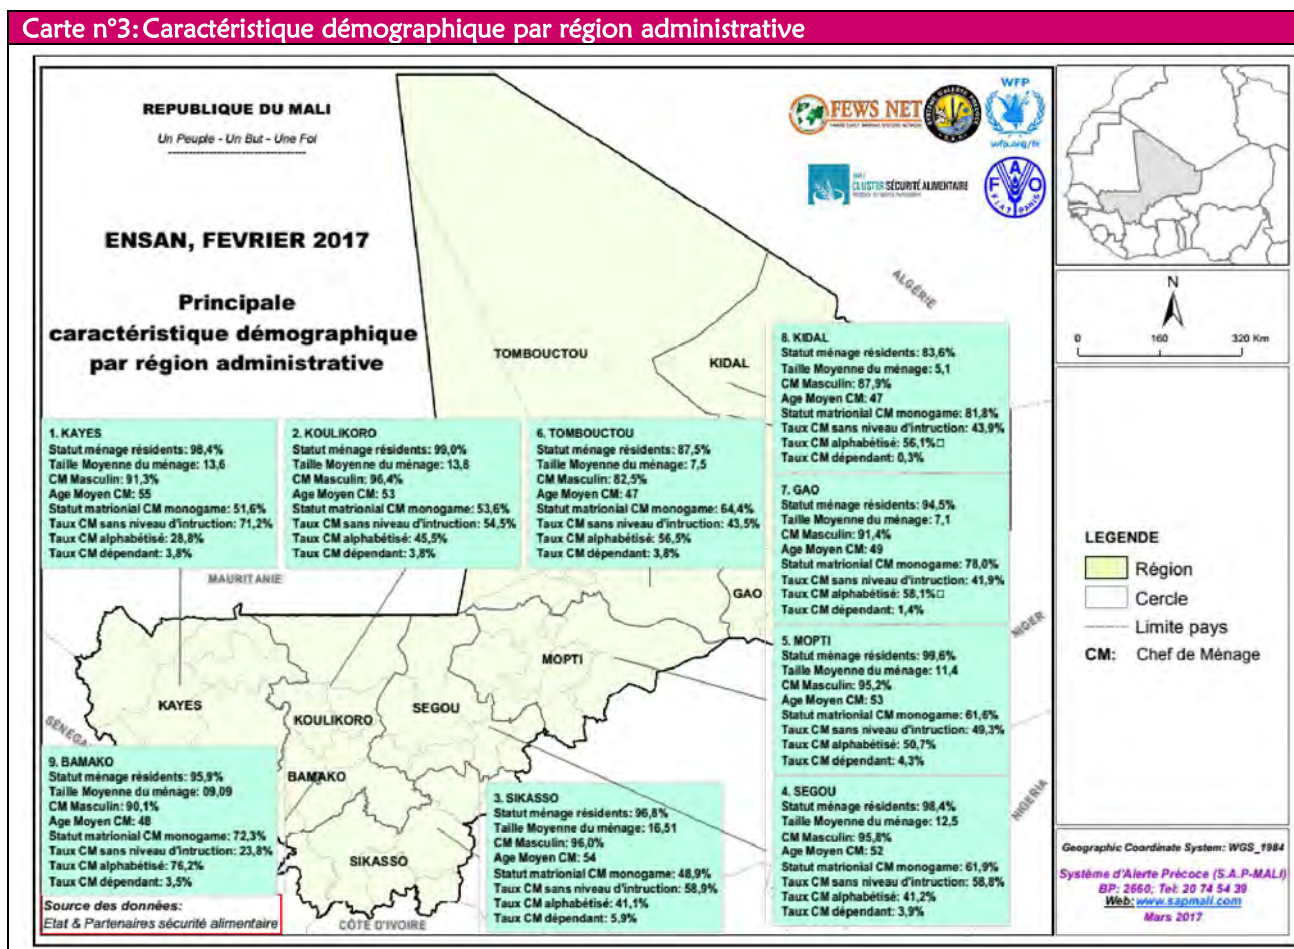 Carte n°3: Caractéristique démographique par région administrative
REPUBLIQUE DU MALI
Un Peuple - Un But - Une Foi
ENSAN, FEVRIER 2017
Principale
caractéristique démographique
par région administrative
FEWS NET
WFP
wfp.org/fr
CLUSTER SÉCURITÉ ALIMENTAIRE
F A O
FIAT PANIS
ALGÉRIE
TOMBOUCTOU
KIDAL
8. KIDAL
Statut ménage résidents: 83,6%
Taille Moyenne du ménage: 5,1
CM Masculin: 87,9%
Age Moyen CM: 47
Statut matrionial CM monogame: 81,8%
Taux CM sans niveau d'intruction: 43,9%
Taux CM alphabétisé: 56,1%□
Taux CM dépendant: 0,3%
1. KAYES
Statut ménage résidents: 98,4%
Taille Moyenne du ménage: 13,6
CM Masculin: 91,3%
Age Moyen CM: 55
Statut matrionial CM monogame: 51,6%
Taux CM sans niveau d'intruction: 71,2%
Taux CM alphabétisé: 28,8%
Taux CM dépendant: 3,8%
2. KOULIKORO
Statut ménage résidents: 99,0%
Taille Moyenne du ménage: 13,8
CM Masculin: 96,4%
Age Moyen CM: 53
Statut matrionial CM monogame: 53,6%
Taux CM sans niveau d'intruction: 54,5%
Taux CM alphabétisé: 45,5%
Taux CM dépendant: 3,8%
6. TOMBOUCTOU
Statut ménage résidents: 87,5%
Taille Moyenne du ménage: 7,5
CM Masculin: 82,5%
Age Moyen CM: 47
Statut matrionial CM monogame: 64,4%
Taux CM sans niveau d'intruction: 43,5%
Taux CM alphabétisé: 56,5%
Taux CM dépendant: 3,8%
7. GAO
Statut ménage résidents: 94,5%
Taille Moyenne du ménage: 7,1
CM Masculin: 91,4%
Age Moyen CM: 49
Statut matrionial CM monogame: 78,0%
Taux CM sans niveau d'intruction: 41,9%
Taux CM alphabétisé: 58,1%□
Taux CM dépendant: 1,4%
MAURITANIE
GAO
NIGER
5. MOPTI
Statut ménage résidents: 99,6%
Taille Moyenne du ménage: 11,4
CM Masculin: 95,2%
Age Moyen CM: 53
Statut matrionial CM monogame: 61,6%
Taux CM sans niveau d'intruction: 49,3%
Taux CM alphabétisé: 50,7%
Taux CM dépendant: 4,3%
MOPTI
KAYES
KOULIKORO
SEGOU
SÉNÉGAL
BAMAKO
SIKASSO
9. BAMAKO
Statut ménage résidents: 95,9%
Taille Moyenne du ménage: 09,09
CM Masculin: 90,1%
Age Moyen CM: 48
Statut matrionial CM monogame: 72,3%
Taux CM sans niveau d'intruction: 23,8%
Taux CM alphabétisé: 76,2%
Taux CM dépendant: 3,5%
3. SIKASSO
Statut ménage résidents: 96,8%
Taille Moyenne du ménage: 16,51
CM Masculin: 96,0%
Age Moyen CM: 54
Statut matrionial CM monogame: 48,9%
Taux CM sans niveau d'intruction: 58,9%
Taux CM alphabétisé: 41,1%
Taux CM dépendant: 5,9%
4. SEGOU
Statut ménage résidents: 98,4%
Taille Moyenne du ménage: 12,5
CM Masculin: 95,8%
Age Moyen CM: 52
Statut matrionial CM monogame: 61,9%
Taux CM sans niveau d'intruction: 58,8%
Taux CM alphabétisé: 41,2%
Taux CM dépendant: 3,9%
NIGERIA
Source des données:
Etat & Partenaires sécurité alimentaire
CÔTE D'IVOIRE
N
0 160 320 Km
LEGENDE
Région
Cercle
Limite pays
CM: Chef de Ménage
Geographic Coordinate System: WGS_1984
Système d'Alerte Précoce (S.A.P-MALI)
BP: 2660; Tel: 20 74 54 39
Web: www.sapmali.com
Mars 2017